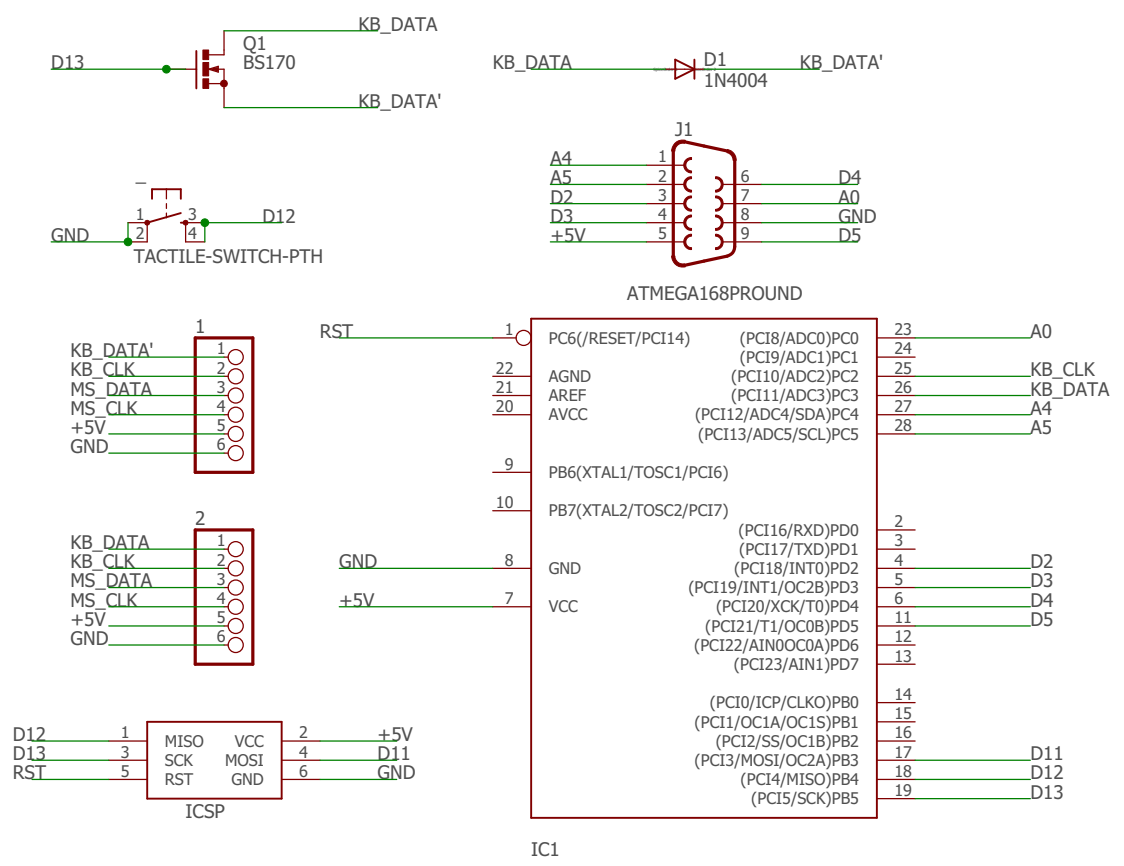 KB_DATA
Q1
BS170
D13
KB_DATA'
KB_DATA
D1
1N4004
KB_DATA'
J1
A4 1
A5 2
D2 3
D3 4
+5V 5
6 D4
7 A0
8 GND
9 D5
1 3 D12
GND 2 4
TACTILE-SWITCH-PTH
1
KB_DATA' 1
KB_CLK 2
MS_DATA 3
MS_CLK 4
+5V 5
GND 6
2
KB_DATA 1
KB_CLK 2
MS_DATA 3
MS_CLK 4
+5V 5
GND 6
D12 1 MISO VCC 2 +5V
D13 3 SCK MOSI 4 D11
RST 5 RST GND 6 GND
ICSP
ATMEGA168PROUND
RST 1 PC6(/RESET/PCI14)
22 AGND
21 AREF
20 AVCC
9 PB6(XTAL1/TOSC1/PCI6)
10 PB7(XTAL2/TOSC2/PCI7)
GND 8 GND
+5V 7 VCC
(PCI8/ADC0)PC0 23 A0
(PCI9/ADC1)PC1 24
(PCI10/ADC2)PC2 25 KB_CLK
(PCI11/ADC3)PC3 26 KB_DATA
(PCI12/ADC4/SDA)PC4 27 A4
(PCI13/ADC5/SCL)PC5 28 A5
(PCI16/RXD)PD0 2
(PCI17/TXD)PD1 3
(PCI18/INT0)PD2 4 D2
(PCI19/INT1/OC2B)PD3 5 D3
(PCI20/XCK/T0)PD4 6 D4
(PCI21/T1/OC0B)PD5 11 D5
(PCI22/AIN0OC0A)PD6 12
(PCI23/AIN1)PD7 13
(PCI0/ICP/CLKO)PB0 14
(PCI1/OC1A/OC1S)PB1 15
(PCI2/SS/OC1B)PB2 16
(PCI3/MOSI/OC2A)PB3 17 D11
(PCI4/MISO)PB4 18 D12
(PCI5/SCK)PB5 19 D13
IC1